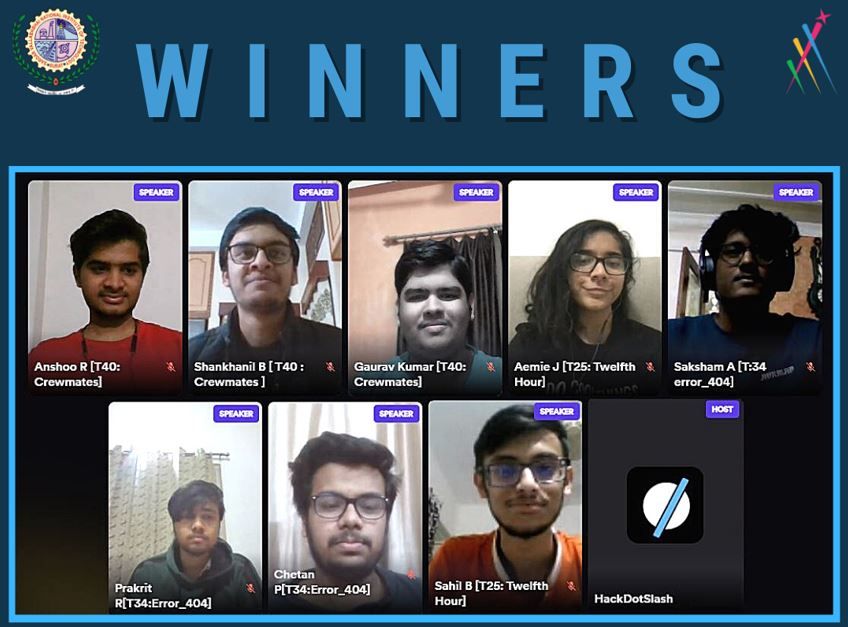 WINNERS
SPEAKER
SPEAKER
SPEAKER
SPEAKER
SPEAKER
Anshoo R [T40:
Crewmates]
Shankhanil B [ T40 :
Crewmates ]
Gaurav Kumar [T40:
Crewmates]
Aemie J [T25: Twelfth
Hour]
Saksham A [T:34
error_404]
SPEAKER
SPEAKER
SPEAKER
HOST
Prakrit
R[T34:Error_404]
Chetan
P[T34:Error_404]
Sahil B [T25: Twelfth
Hour]
HackDotSlash